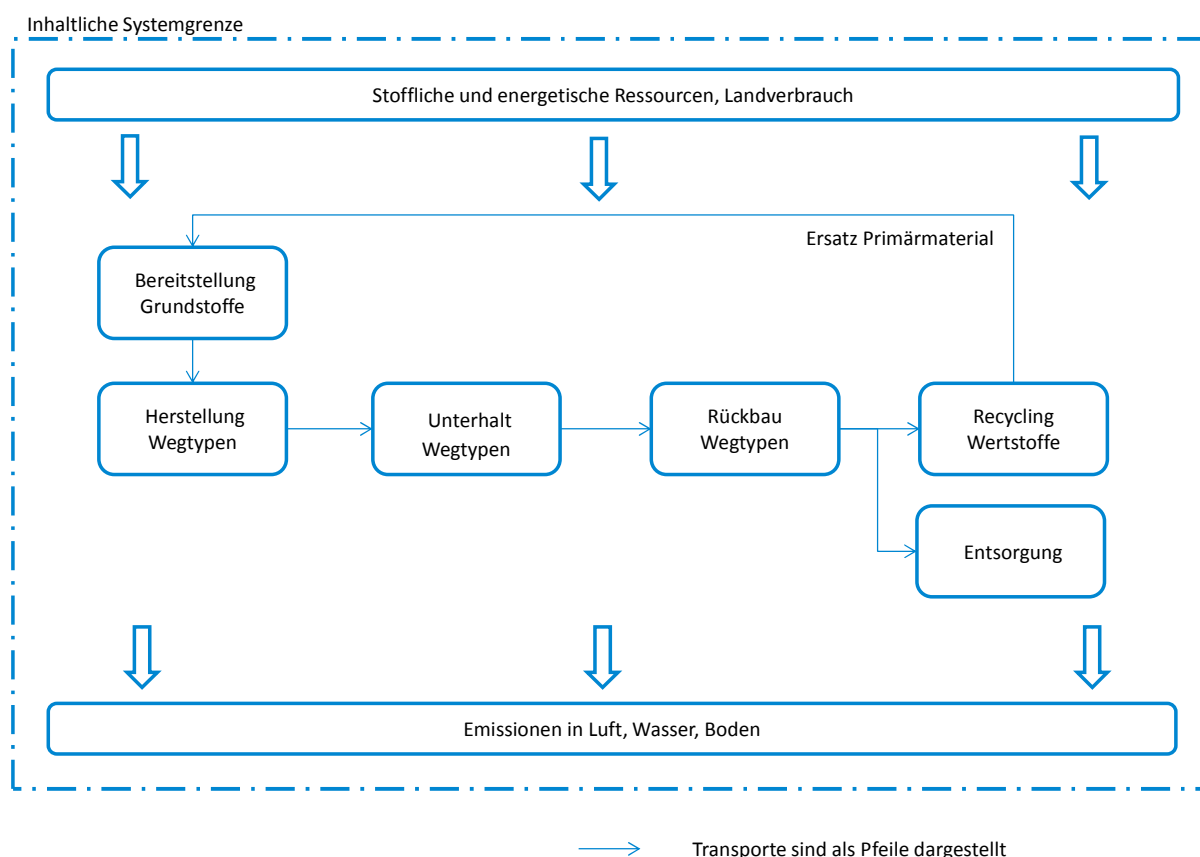 Inhaltliche Systemgrenze
Stoffliche und energetische Ressourcen, Landverbrauch
Ersatz Primärmaterial
Bereitstellung
Grundstoffe
Herstellung
Wegtypen
Unterhalt
Wegtypen
Rückbau
Wegtypen
Recycling
Wertstoffe
Entsorgung
Emissionen in Luft, Wasser, Boden
Transporte sind als Pfeile dargestellt